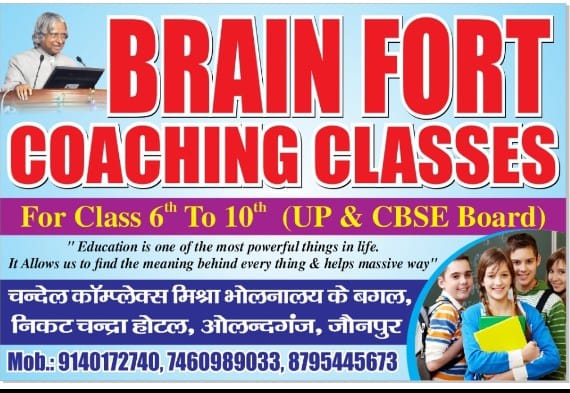 BRAIN FORT
COACHING CLASSES
For Class 6th To 10th (UP & CBSE Board)
" Education is one of the most powerful things in life.
It Allows us to find the meaning behind every thing & helps massive way"
चन्देल कॉम्प्लेक्स मिश्रा भोलनालय के बगल,
निकट चन्द्रा होटल, ओलन्दगंज, जौनपुर
Mob.: 9140172740, 7460989033, 8795445673